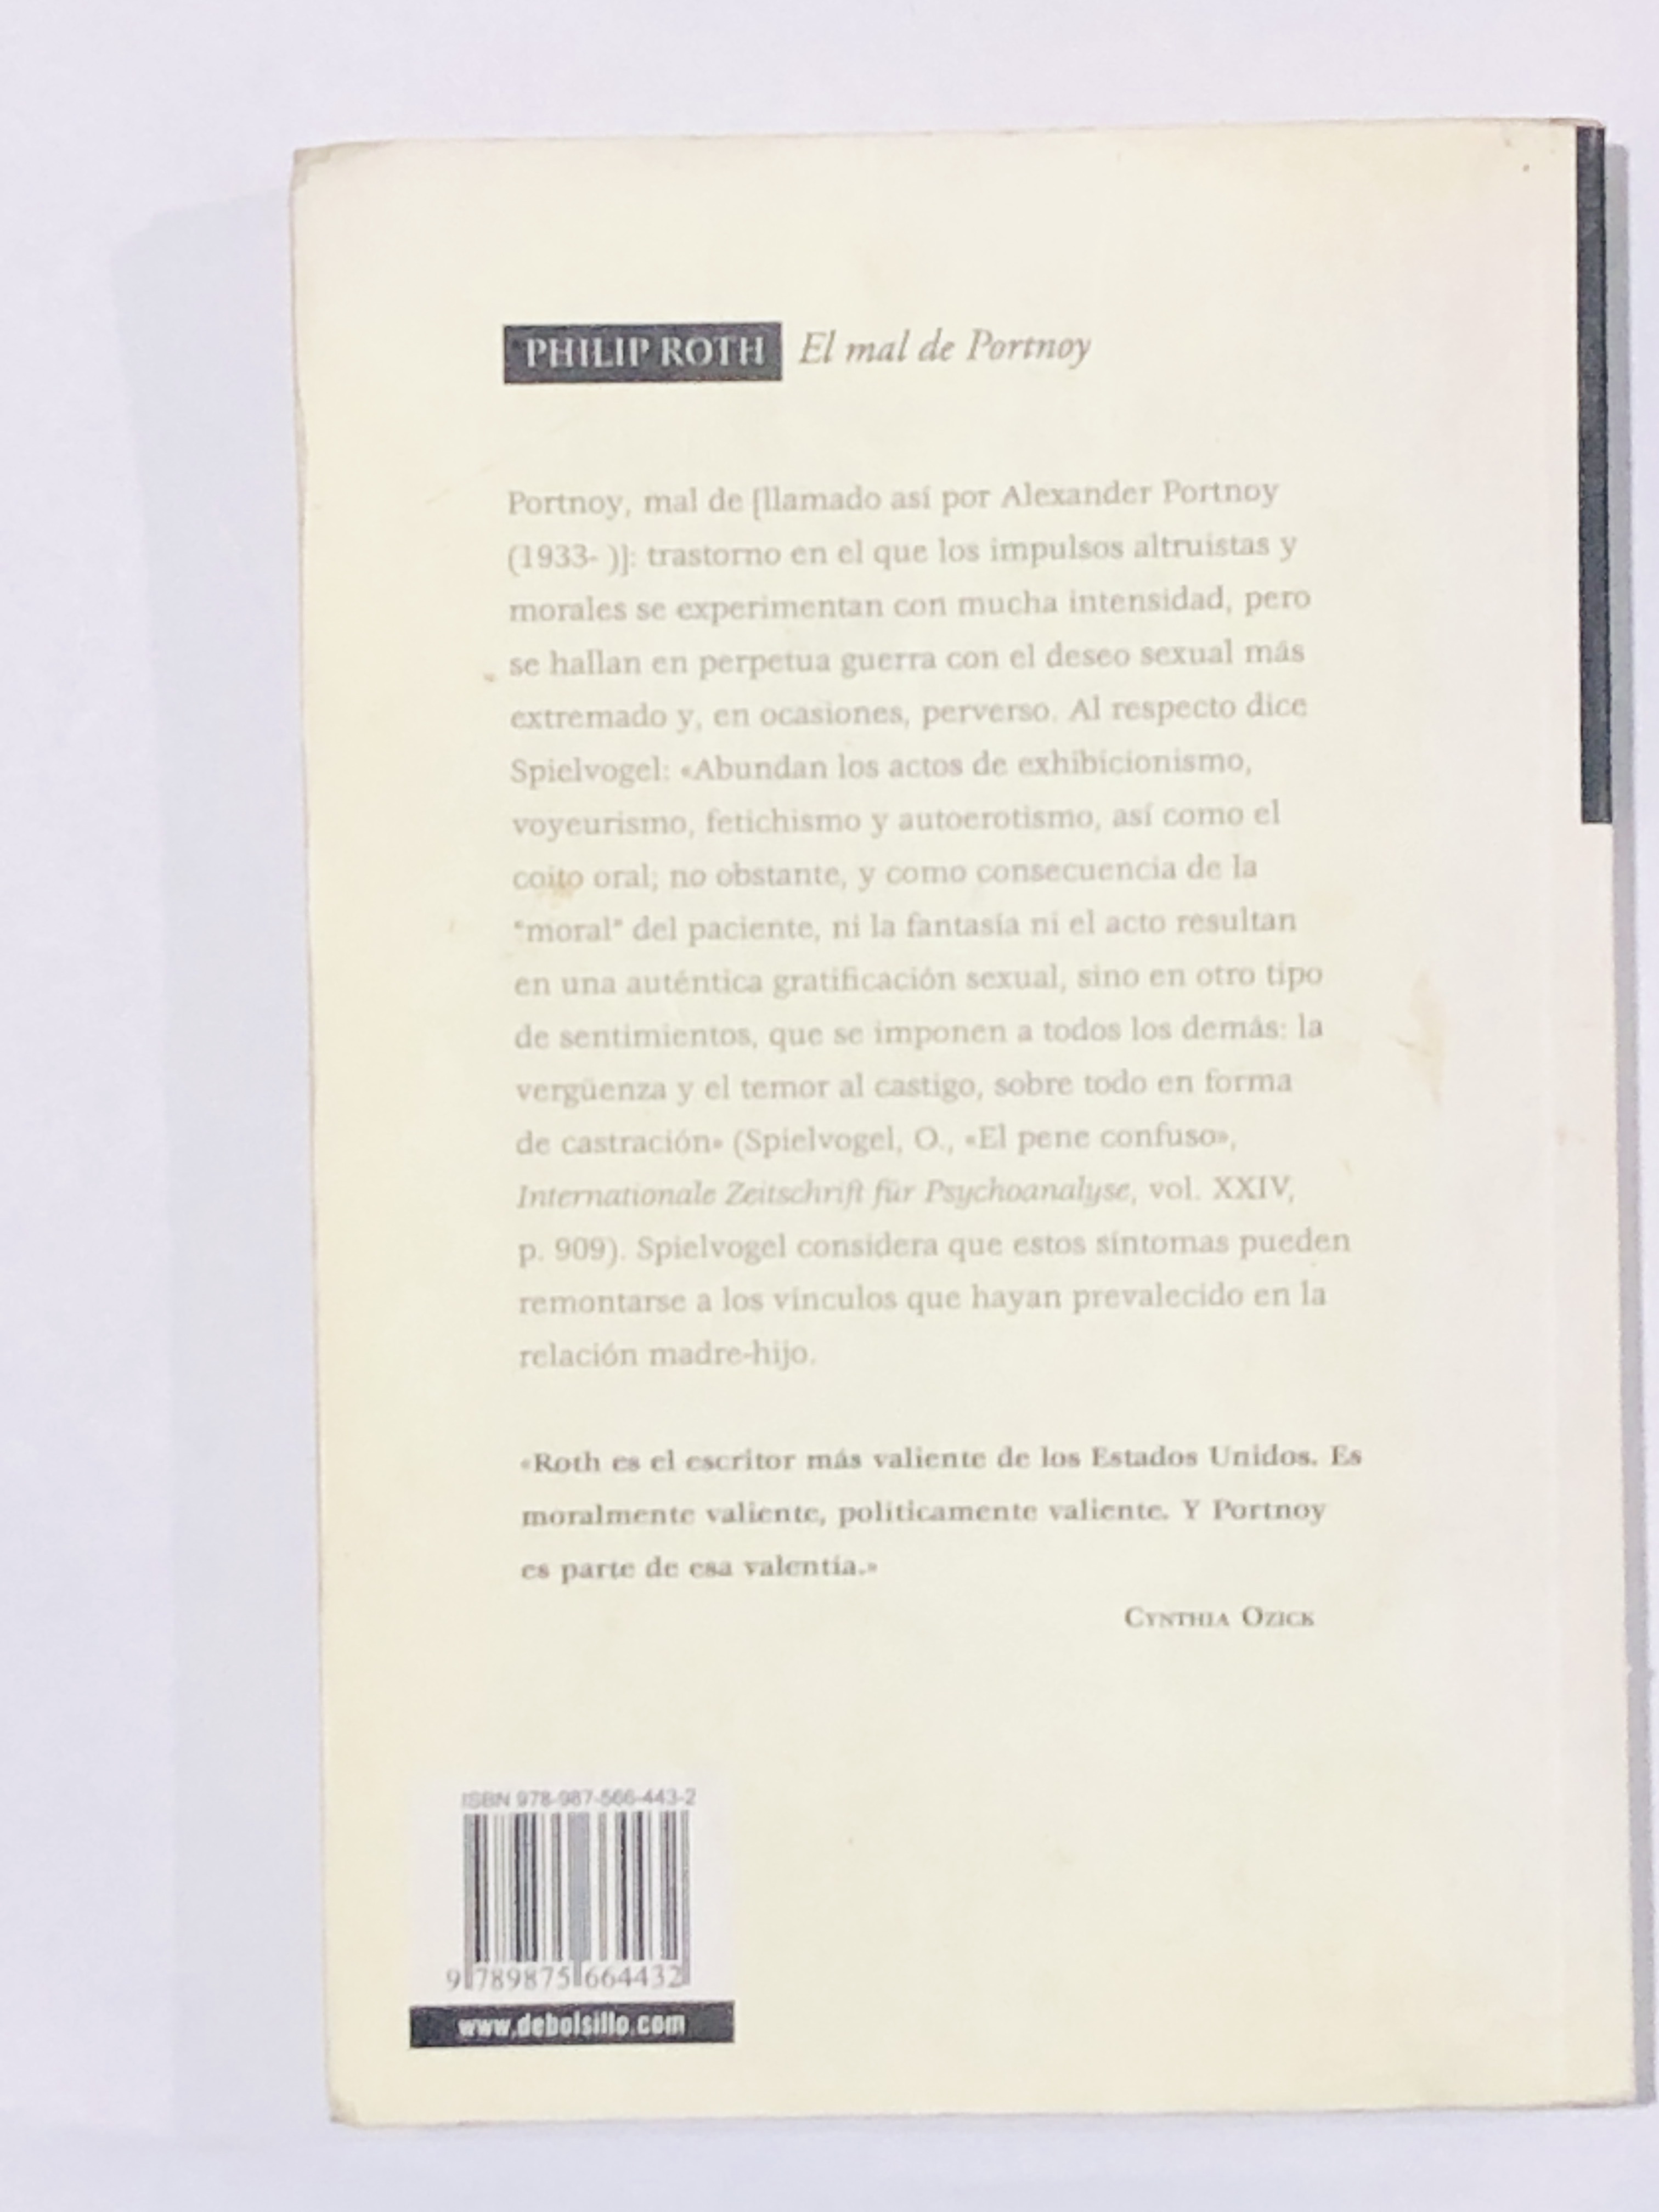 PHILIP ROTH El mal de Portnoy
Portnoy, mal de [llamado así por Alexander Portnoy
(1933- )]: trastorno en el que los impulsos altruistas y
morales se experimentan con mucha intensidad, pero
se hallan en perpetua guerra con el deseo sexual más
extremado y, en ocasiones, perverso. Al respecto dice
Spielvogel: «Abundan los actos de exhibicionismo,
voyeurismo, fetichismo y autoerotismo, así como el
coito oral; no obstante, y como consecuencia de la
"moral" del paciente, ni la fantasía ni el acto resultan
en una auténtica gratificación sexual, sino en otro tipo
de sentimientos, que se imponen a todos los demás: la
vergüenza y el temor al castigo, sobre todo en forma
de castración» (Spielvogel, O., «El pene confuso»,
Internationale Zeitschrift für Psychoanalyse, vol. XXIV,
p. 909). Spielvogel considera que estos síntomas pueden
remontarse a los vínculos que hayan prevalecido en la
relación madre-hijo.
«Roth es el escritor más valiente de los Estados Unidos. Es
moralmente valiente, políticamente valiente. Y Portnoy
es parte de esa valentía.»
CYNTHIA OZICK
ISBN 978-987-566-443-2
9 789875 664432
www.debolsillo.com